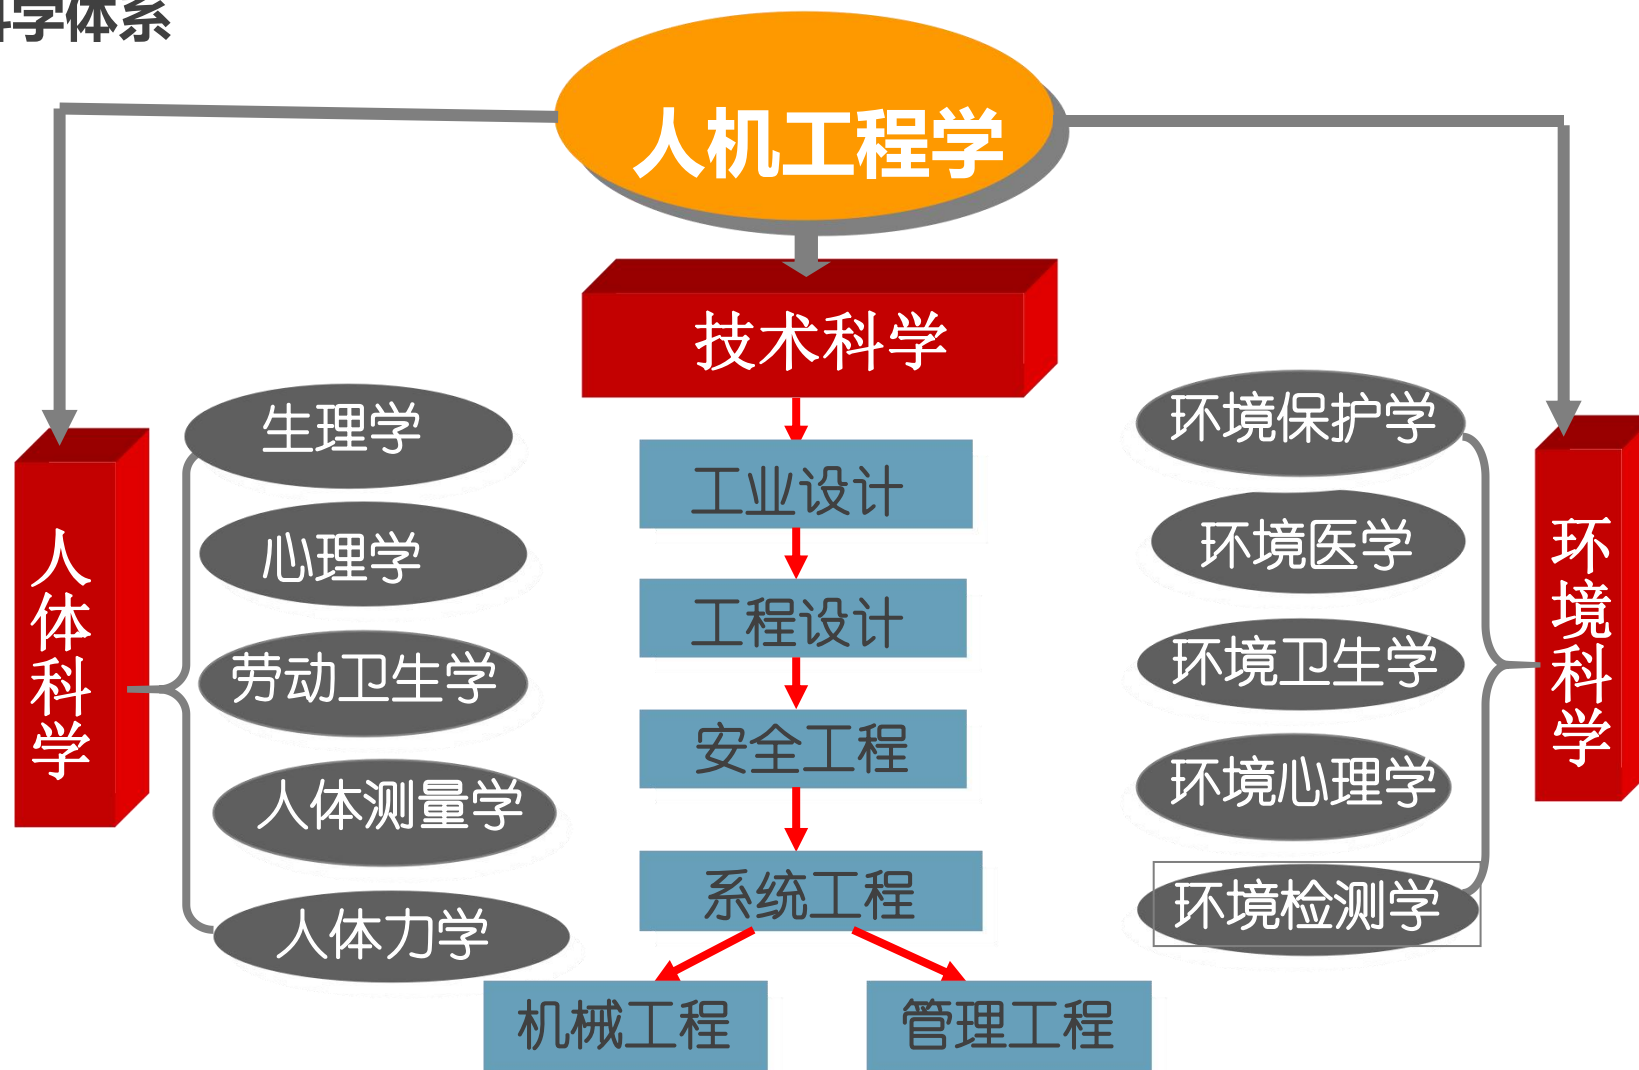 学体系
人机工程学
技术科学
人体科学
生理学
心理学
劳动卫生学
人体测量学
人体力学
工业设计
工程设计
安全工程
系统工程
机械工程
管理工程
环境保护学
环境医学
环境卫生学
环境心理学
环境检测学
环境科学